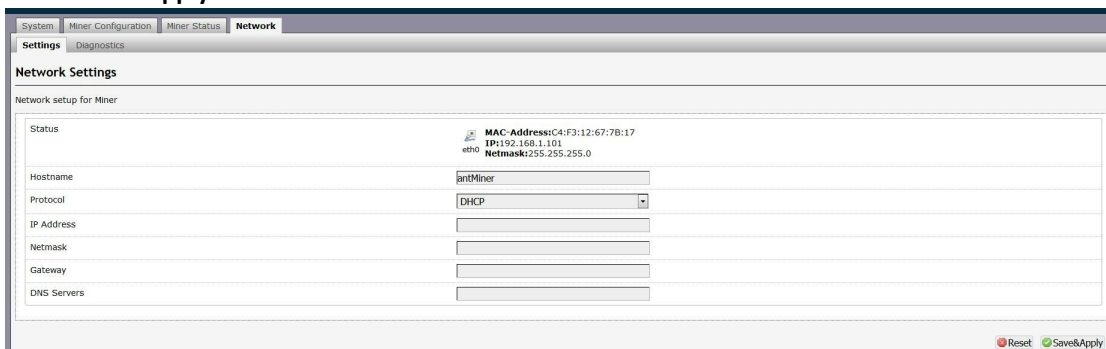 System Miner Configuration Miner Status Network
Settings Diagnostics
Network Settings
Network setup for Miner
Status
MAC-Address:C4:F3:12:67:7B:17
eth0 IP:192.168.1.101
Netmask:255.255.255.0
Hostname antMiner
Protocol DHCP
IP Address
Netmask
Gateway
DNS Servers
Reset Save&Apply